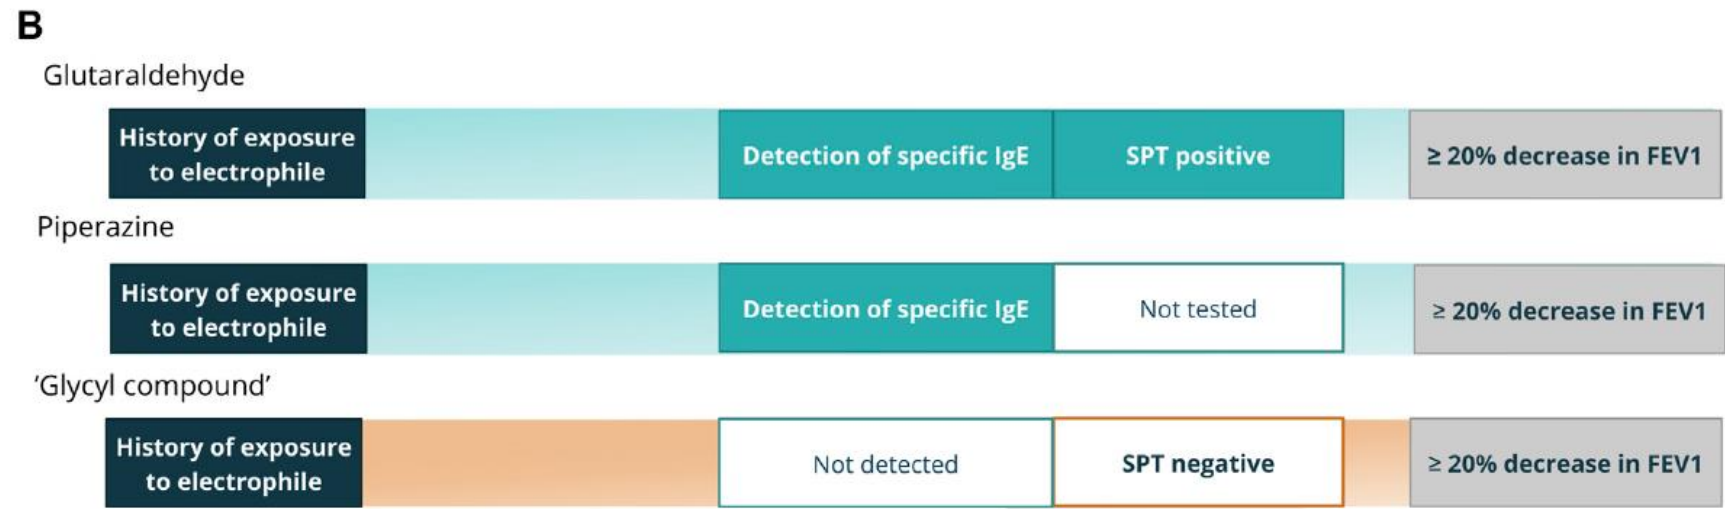 B
Glutaraldehyde
History of exposure
to electrophile
Detection of specific IgE
SPT positive
≥ 20% decrease in FEV1
Piperazine
History of exposure
to electrophile
Detection of specific IgE
Not tested
≥ 20% decrease in FEV1
‘Glycyl compound’
History of exposure
to electrophile
Not detected
SPT negative
≥ 20% decrease in FEV1